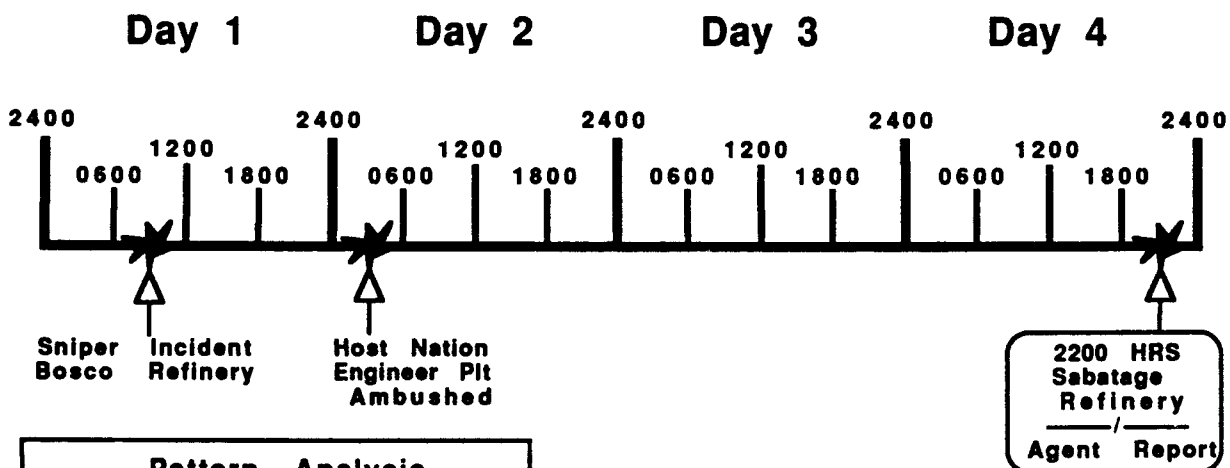 Day 1 Day 2 Day 3 Day 4
2400 2400 2400 2400 2400
1200 1200 1200 1200
0600 1800 0600 1800 0600 1800 0600 1800
Sniper Incident
Bosco Refinery
Host Nation
Engineer Plt
Ambushed
2200 HRS
Sabatage
Refinery
/
Agent Report
Pattern Analysis